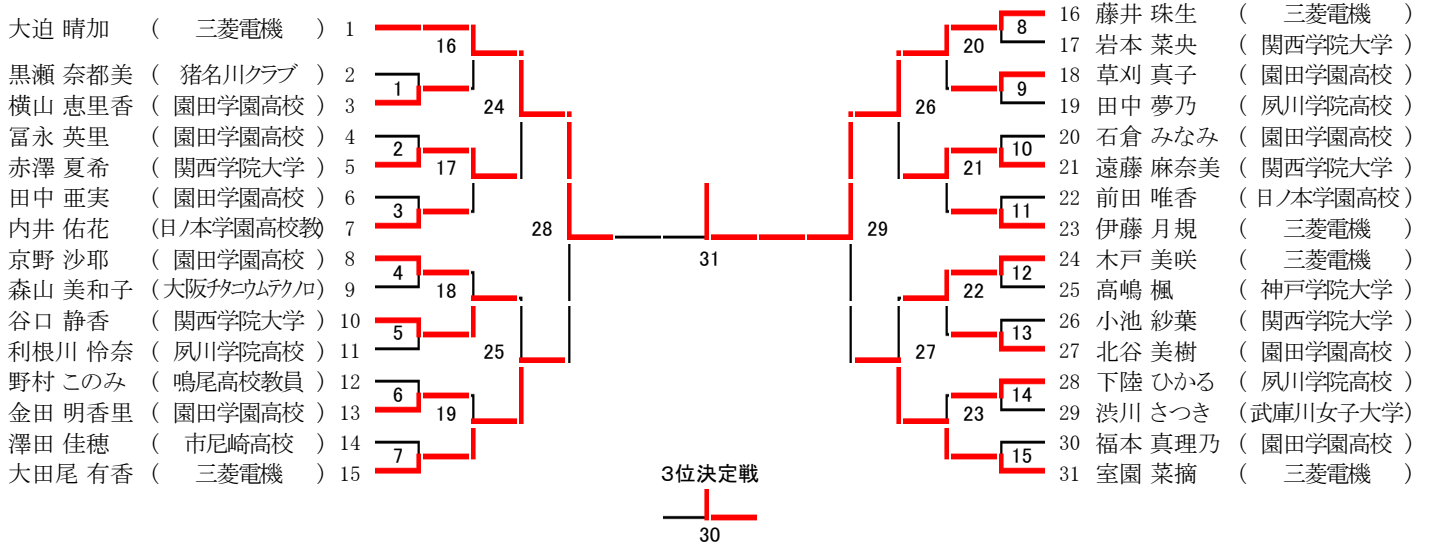 大迫 晴加 ( 三菱電機 ) 1
黒瀬 奈都美 ( 猪名川クラブ ) 2
横山 恵里香 ( 園田学園高校 ) 3
冨永 英里 ( 園田学園高校 ) 4
赤澤 夏希 ( 関西学院大学 ) 5
田中 亜実 ( 園田学園高校 ) 6
内井 佑花 (日ノ本学園高校教) 7
京野 沙耶 ( 園田学園高校 ) 8
森山 美和子 (大阪チタニウムテクノロ) 9
谷口 静香 ( 関西学院大学 ) 10
利根川 怜奈 ( 夙川学院高校 ) 11
野村 このみ ( 鳴尾高校教員 ) 12
金田 明香里 ( 園田学園高校 ) 13
澤田 佳穂 ( 市尼崎高校 ) 14
大田尾 有香 ( 三菱電機 ) 15
16
1
24
2
17
3
28
4
18
5
25
6
19
7
31
3位決定戦
30
8
20
9
26
10
21
11
29
12
22
13
27
14
23
15
16 藤井 珠生 ( 三菱電機 )
17 岩本 菜央 ( 関西学院大学 )
18 草刈 真子 ( 園田学園高校 )
19 田中 夢乃 ( 夙川学院高校 )
20 石倉 みなみ ( 園田学園高校 )
21 遠藤 麻奈美 ( 関西学院大学 )
22 前田 唯香 (日ノ本学園高校)
23 伊藤 月規 ( 三菱電機 )
24 木戸 美咲 ( 三菱電機 )
25 高嶋 楓 ( 神戸学院大学 )
26 小池 紗葉 ( 関西学院大学 )
27 北谷 美樹 ( 園田学園高校 )
28 下陸 ひかる ( 夙川学院高校 )
29 渋川 さつき (武庫川女子大学)
30 福本 真理乃 ( 園田学園高校 )
31 室園 菜摘 ( 三菱電機 )